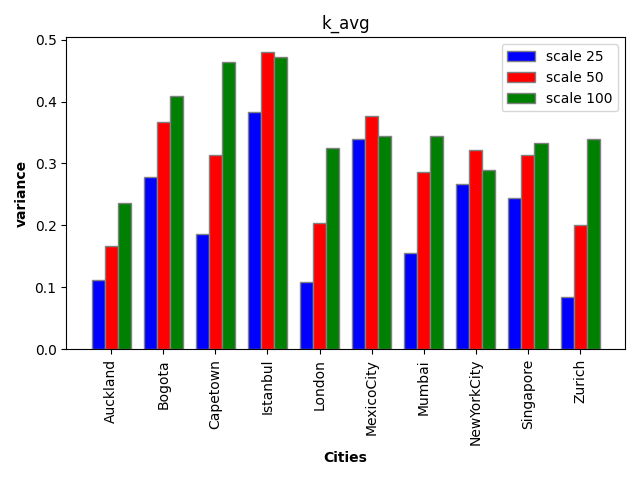 k_avg
scale 25
scale 50
scale 100
variance
0.5
0.4
0.3
0.2
0.1
0.0
Auckland
Bogota
Capetown
Istanbul
London
MexicoCity
Mumbai
NewYorkCity
Singapore
Zurich
Cities